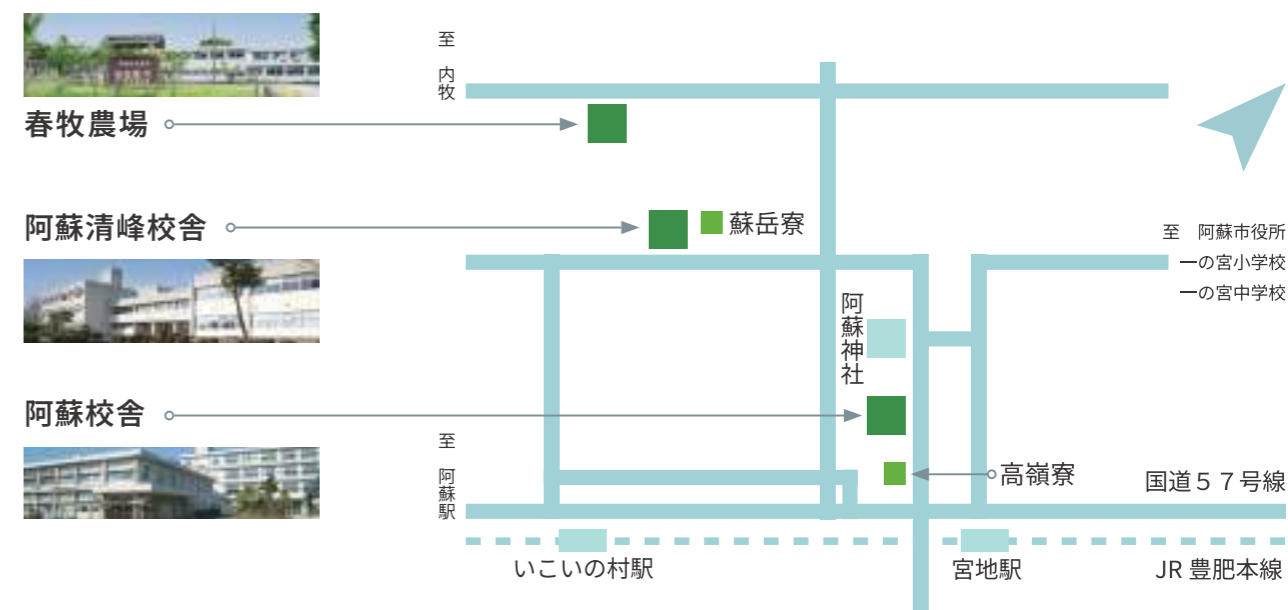 至 内牧
春牧農場
阿蘇清峰校舎
蘇岳寮
至 阿蘇市役所
一の宮小学校
一の宮中学校
阿蘇神社
阿蘇校舎
至 阿蘇駅
高嶺寮
国道５７号線
いこいの村駅
宮地駅
JR 豊肥本線